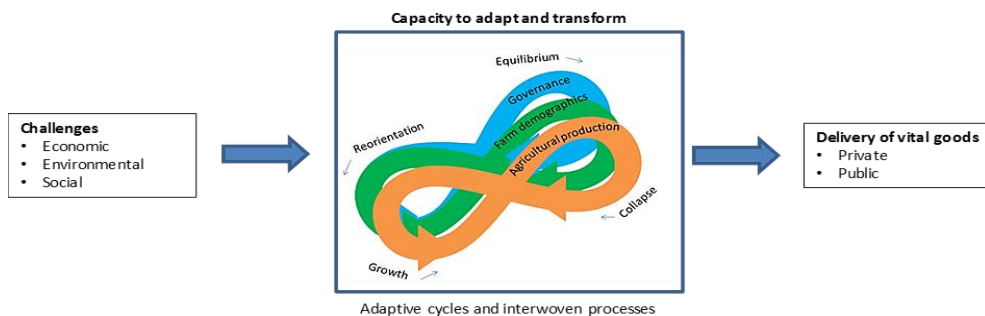 Capacity to adapt and transform
Challenges
• Economic
• Environmental
• Social
Equilibrium
Governance
Farm demographics
Agricultural production
Reorientation
Collapse
Growth
Delivery of vital goods
• Private
• Public
Adaptive cycles and interwoven processes